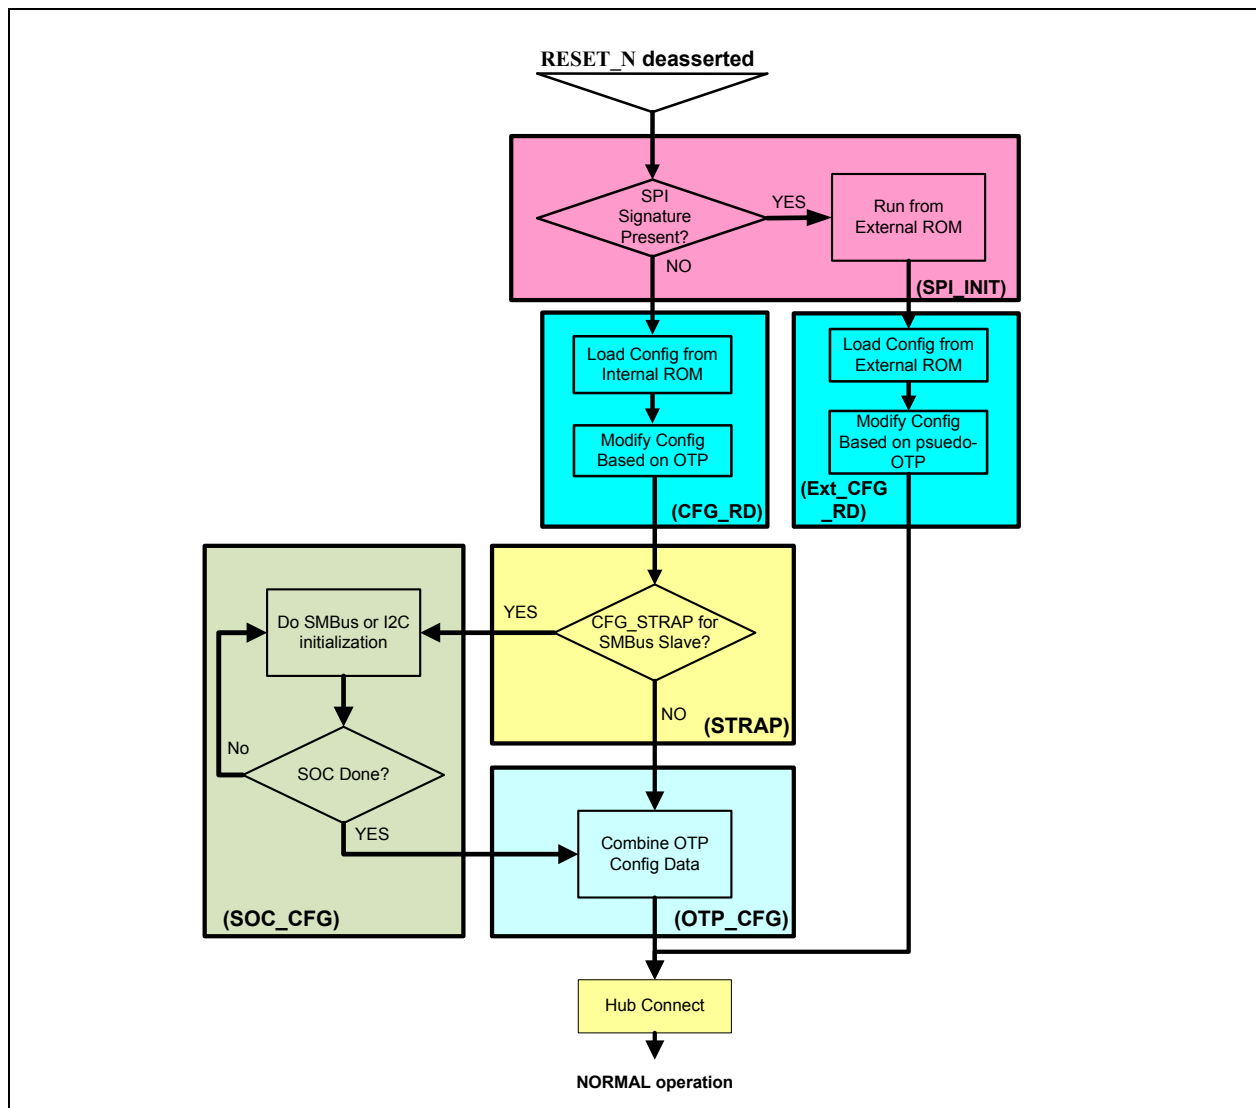 RESET_N deasserted
SPI
Signature
Present?
YES
Run from
External ROM
NO
(SPI_INIT)
Load Config from
Internal ROM
Load Config from
External ROM
Modify Config
Based on OTP
Modify Config
Based on psuedo-
OTP
(CFG_RD)
(Ext_CFG
_RD)
Do SMBus or I2C
initialization
YES
CFG_STRAP for
SMBus Slave?
NO
(STRAP)
No
SOC Done?
YES
Combine OTP
Config Data
(SOC_CFG)
(OTP_CFG)
Hub Connect
NORMAL operation